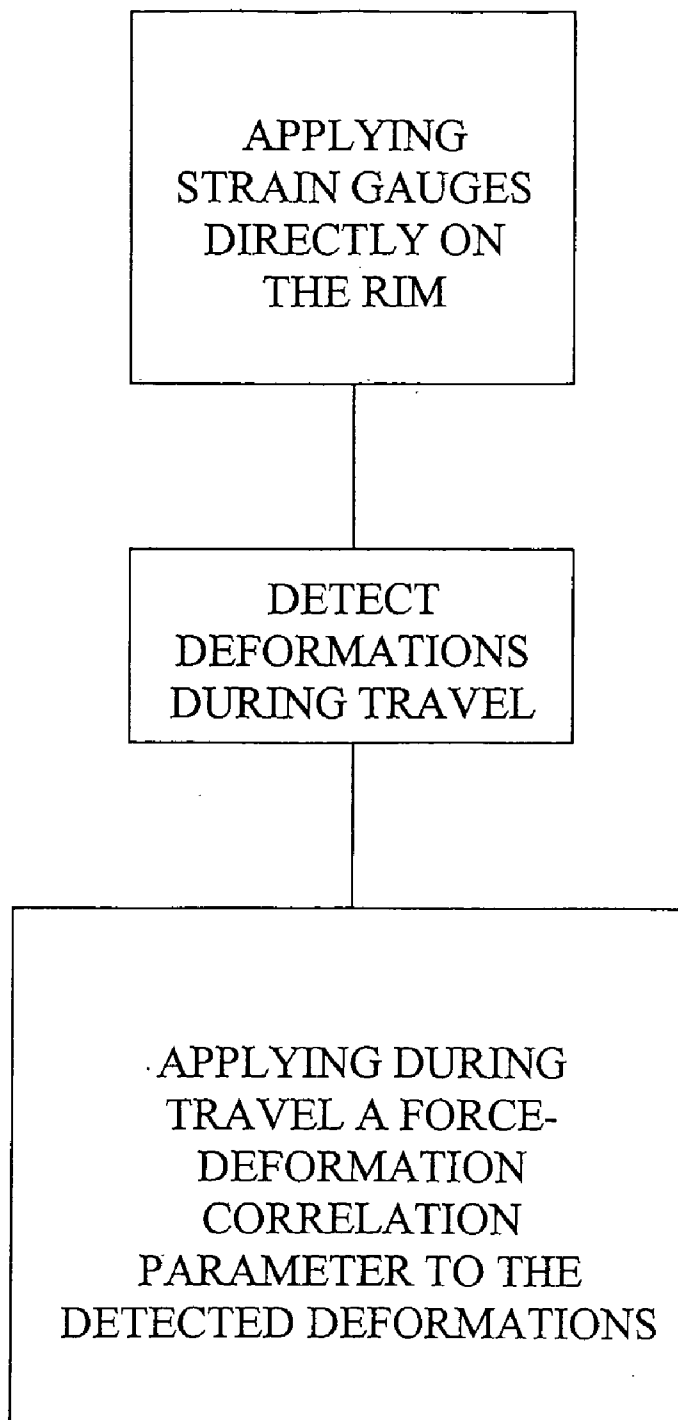 APPLYING
STRAIN GAUGES
DIRECTLY ON
THE RIM
DETECT
DEFORMATIONS
DURING TRAVEL
APPLYING DURING
TRAVEL A FORCE-
DEFORMATION
CORRELATION
PARAMETER TO THE
DETECTED DEFORMATIONS